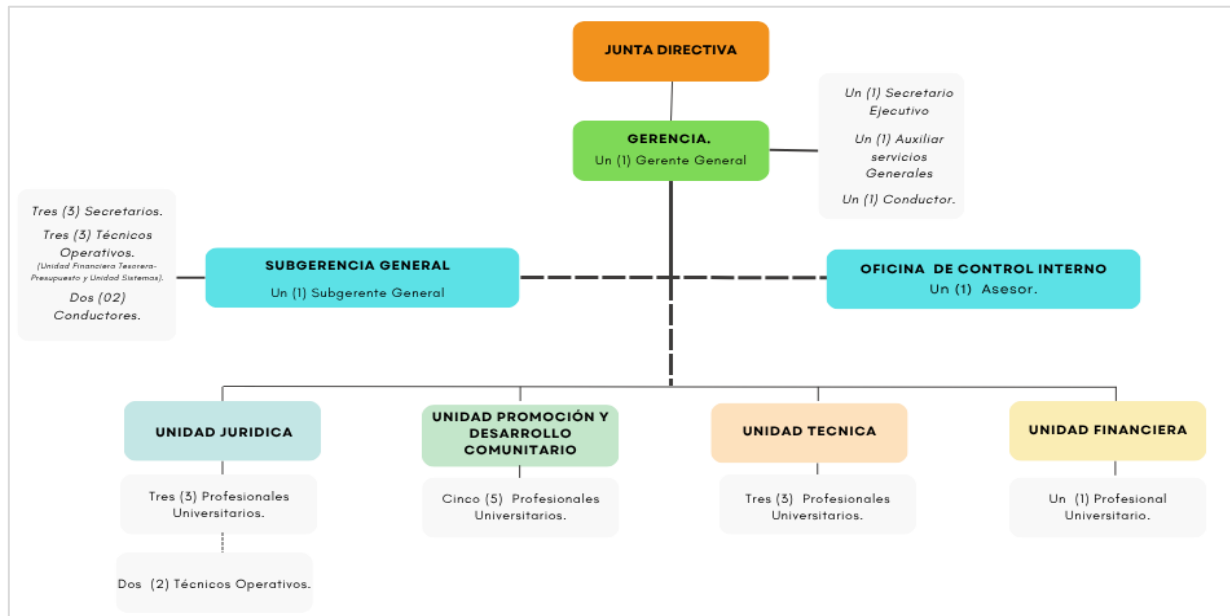 JUNTA DIRECTIVA
GERENCIA.
Un (1) Gerente General
Un (1) Secretario
Ejecutivo
Un (1) Auxiliar
servicios
Generales
Un (1) Conductor.
Tres (3) Secretarios.
Tres (3) Técnicos
Operativos.
(Unidad Financiera Tesorera-
Presupuesto y Unidad Sistemas).
Dos (02)
Conductores.
SUBGERENCIA GENERAL
Un (1) Subgerente General
OFICINA DE CONTROL INTERNO
Un (1) Asesor.
UNIDAD JURIDICA
Tres (3) Profesionales
Universitarios.
Dos (2) Técnicos Operativos.
UNIDAD PROMOCIÓN Y
DESARROLLO
COMUNITARIO
Cinco (5) Profesionales
Universitarios.
UNIDAD TECNICA
Tres (3) Profesionales
Universitarios.
UNIDAD FINANCIERA
Un (1) Profesional
Universitario.